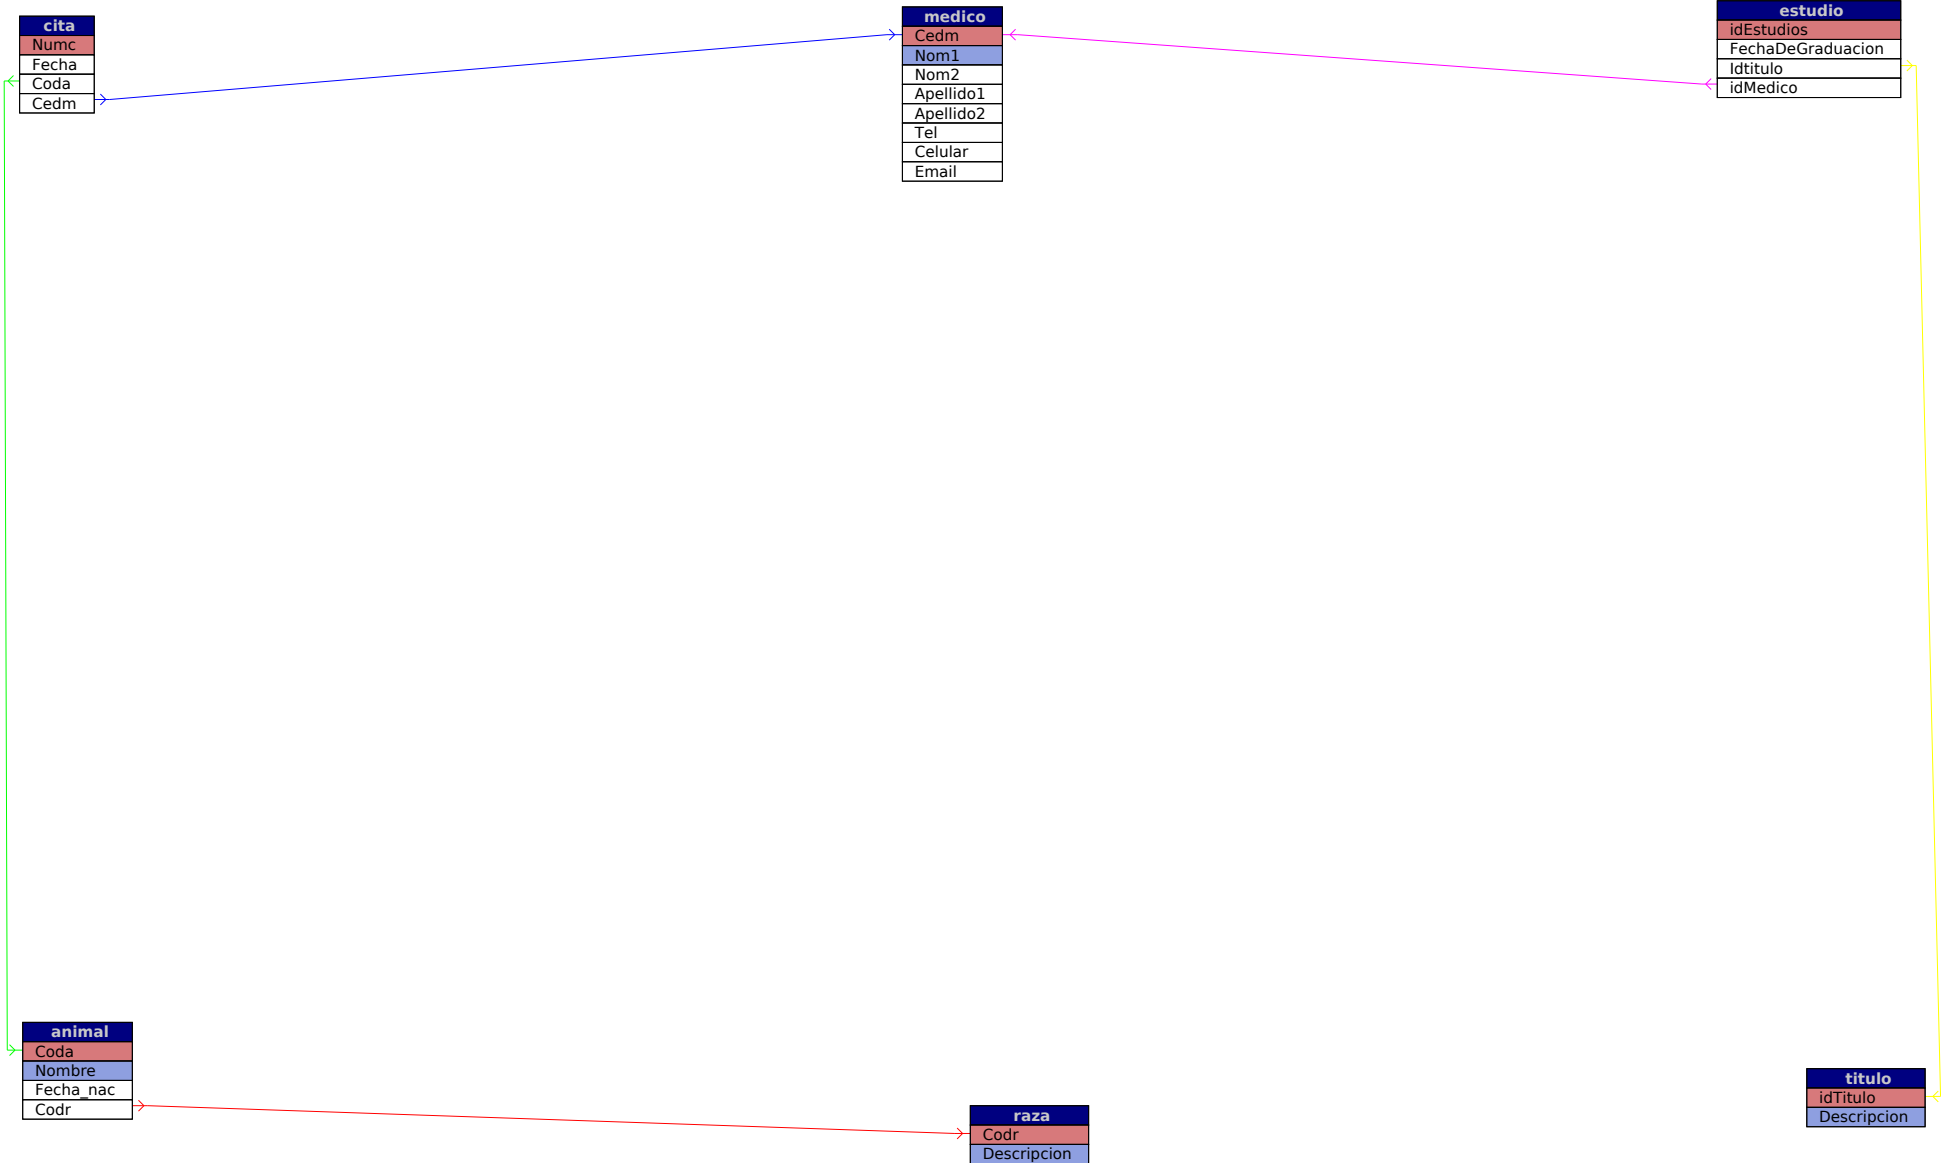 cita
Numc
Fecha
Coda
Cedm
medico
Cedm
Nom1
Nom2
Apellido1
Apellido2
Tel
Celular
Email
estudio
idEstudios
FechaDeGraduacion
Idtitulo
idMedico
animal
Coda
Nombre
Fecha_nac
Codr
raza
Codr
Descripcion
titulo
idTitulo
Descripcion